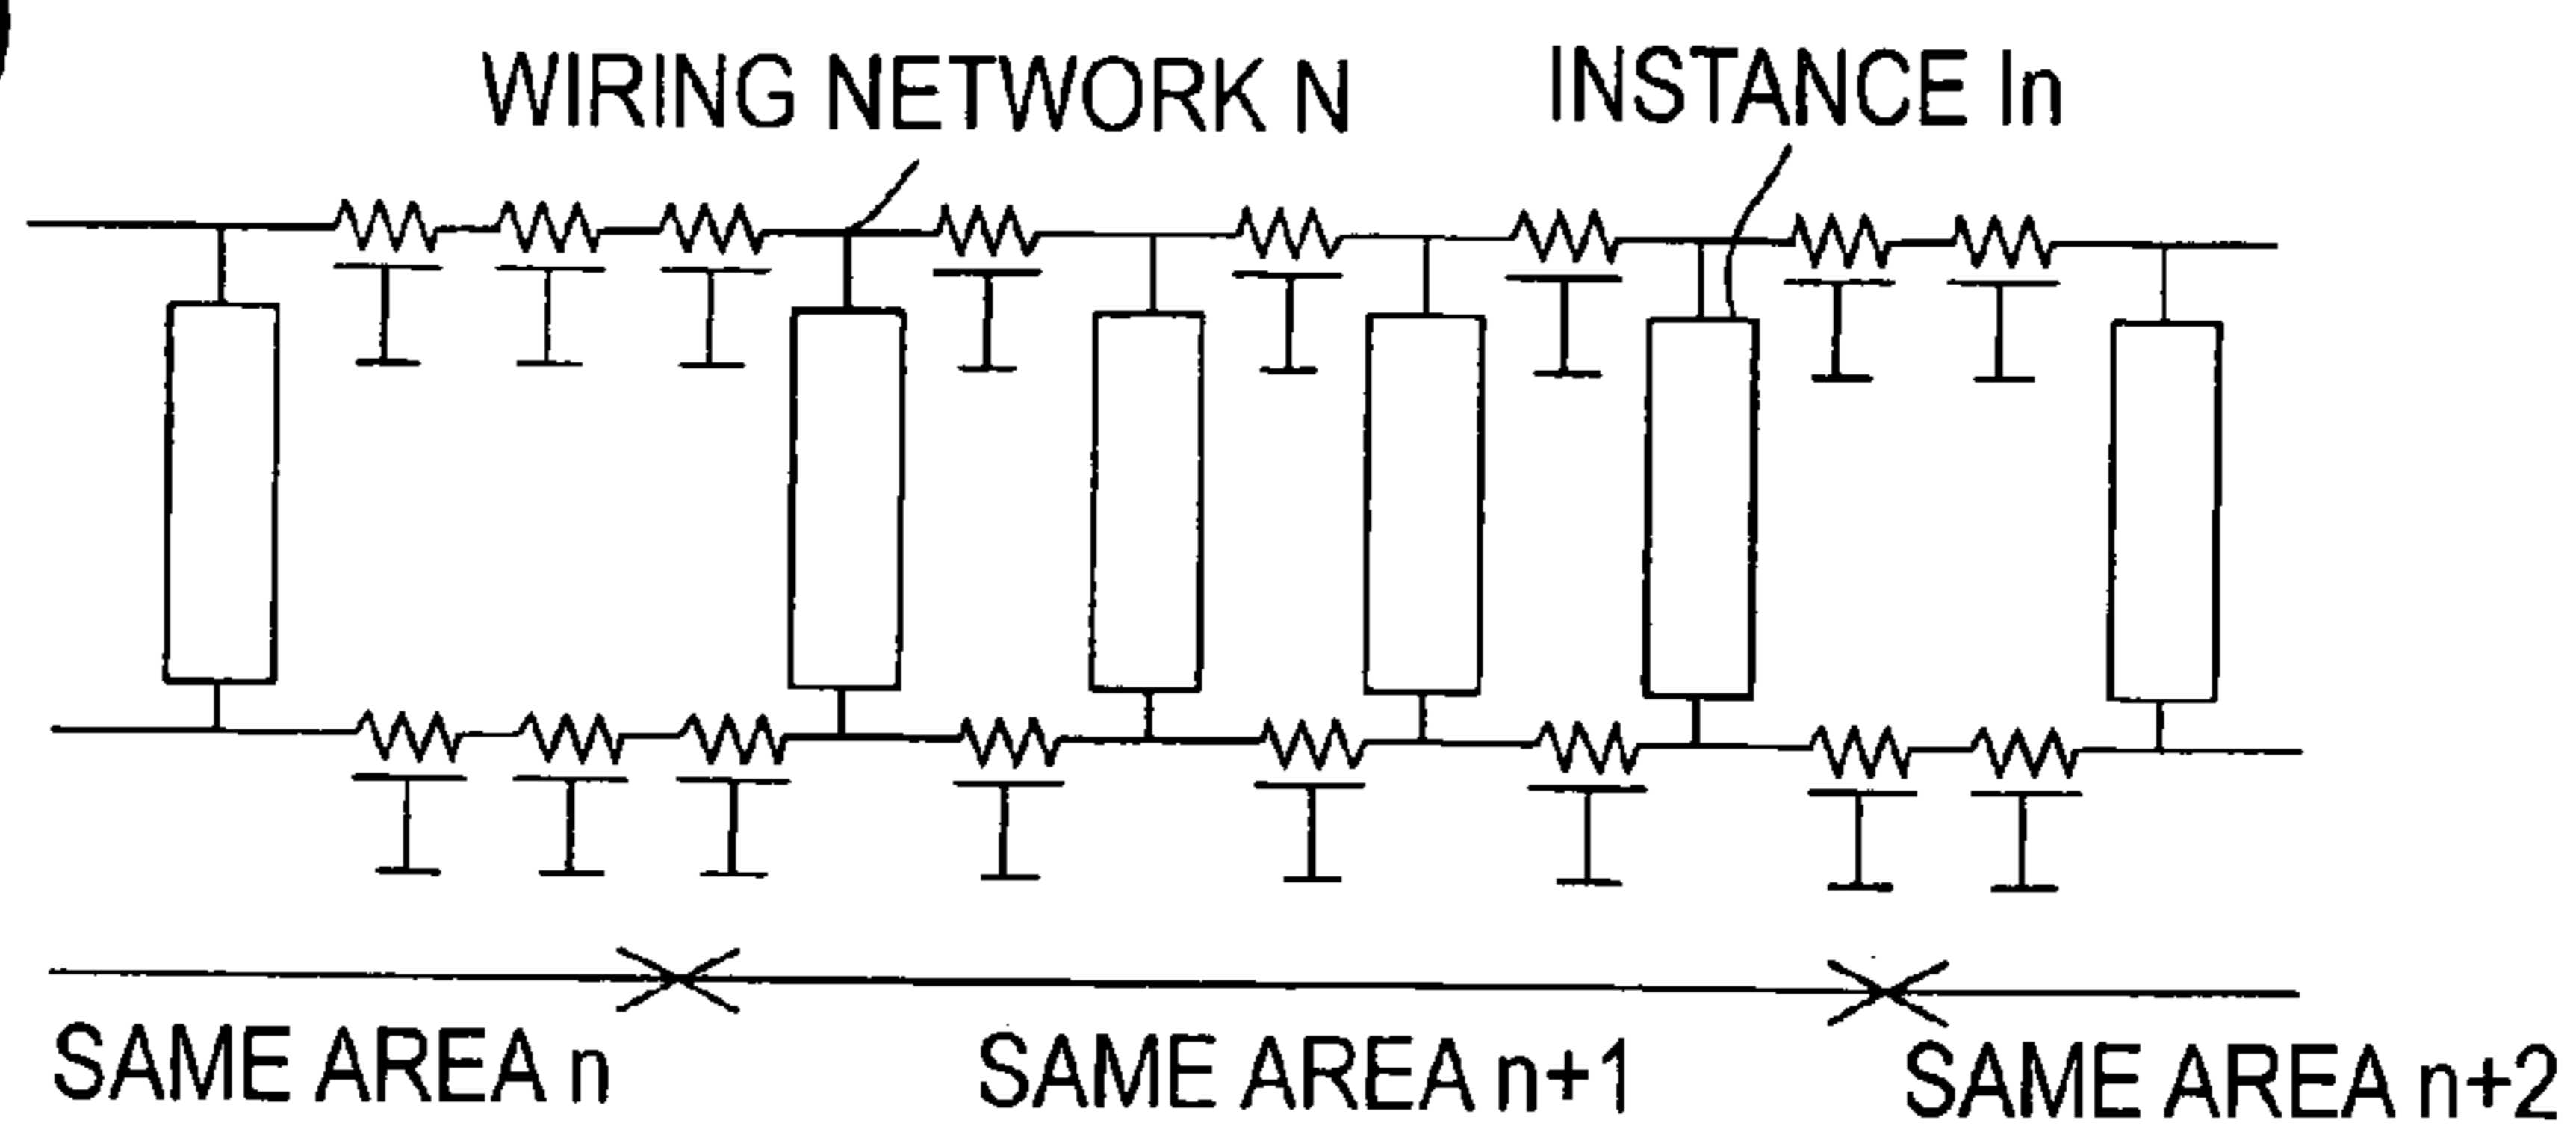 WIRING NETWORK N
INSTANCE In
SAME AREA n
SAME AREA n+1
SAME AREA n+2